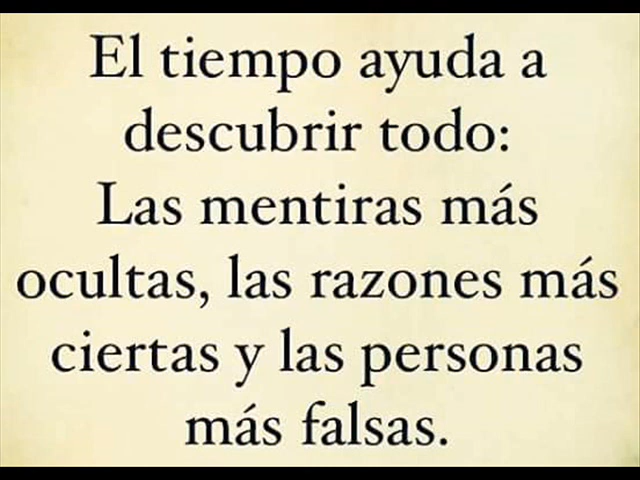 El tiempo ayuda a
descubrir todo:
Las mentiras más
ocultas, las razones más
ciertas y las personas
más falsas.